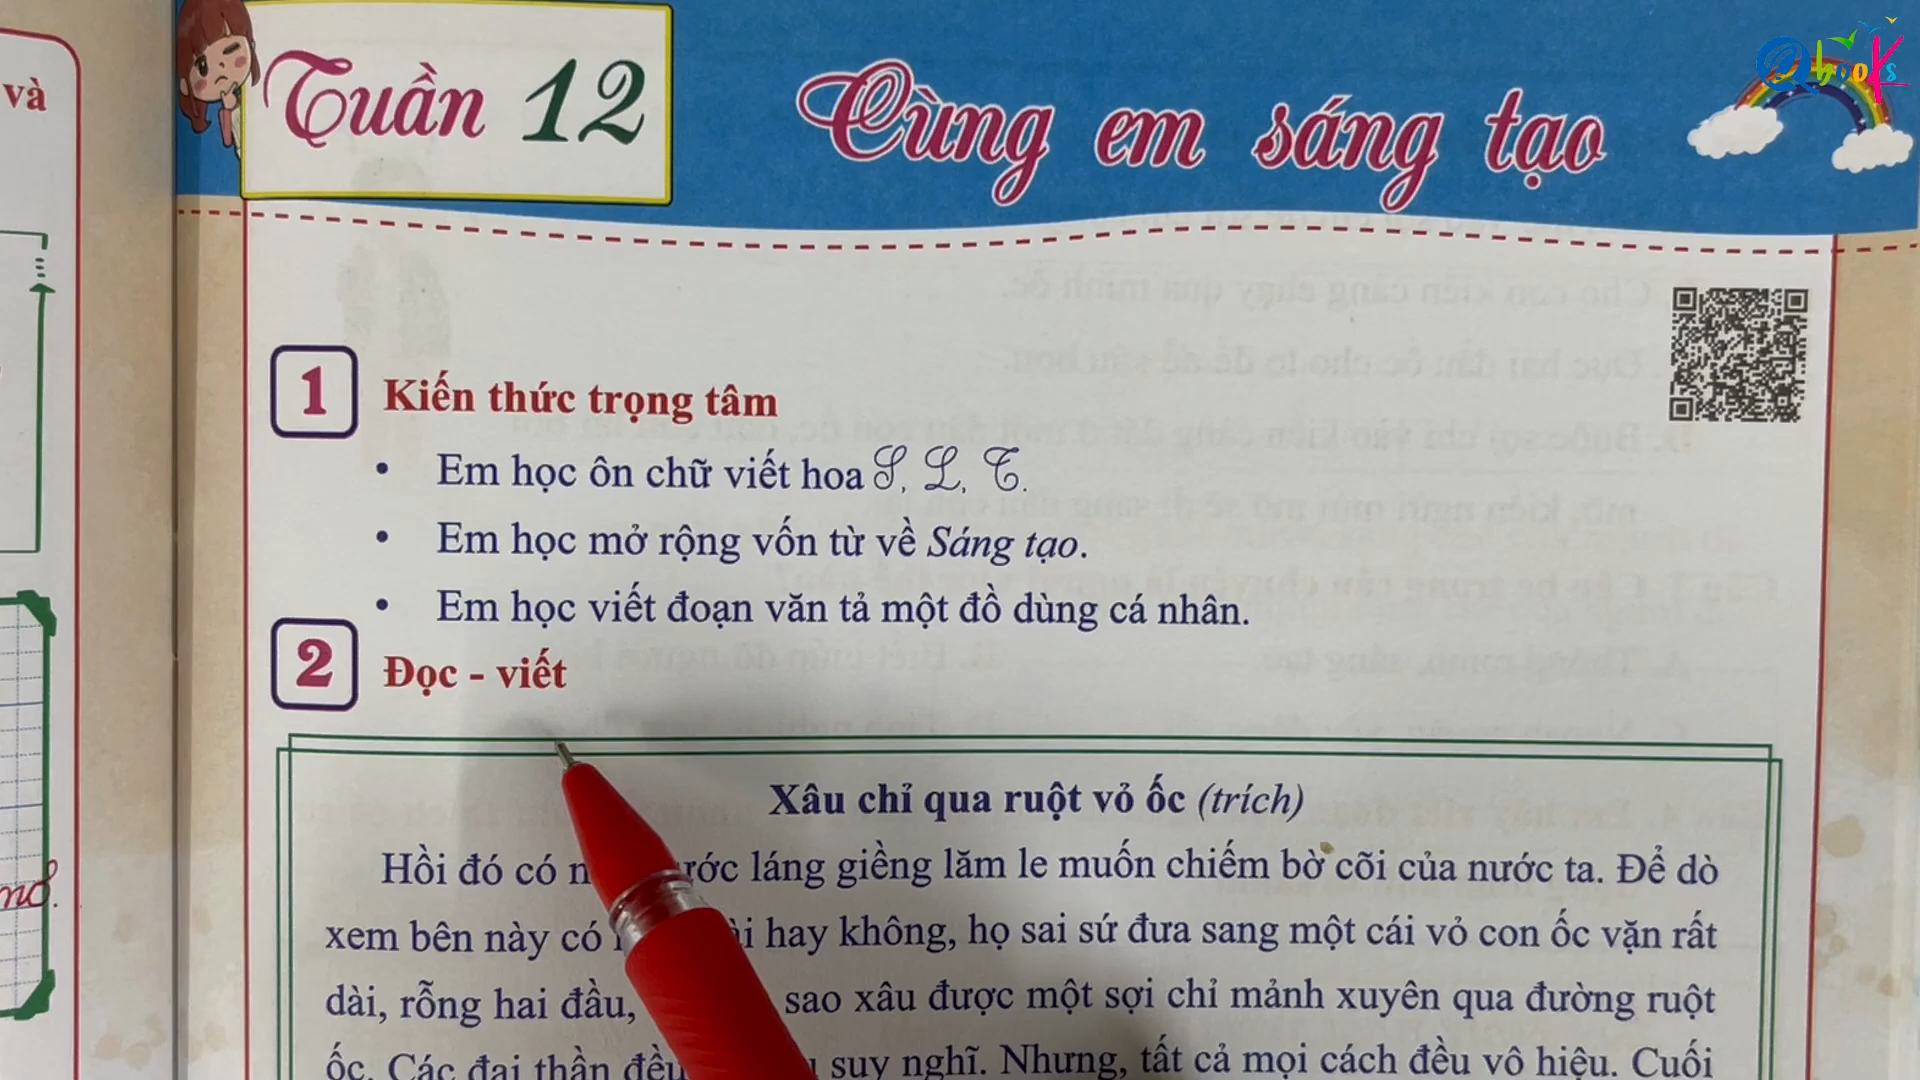 và
Tuần 12
Cùng em sáng tạo
Qbooks
1 Kiến thức trọng tâm
• Em học ôn chữ viết hoa S, L, T.
• Em học mở rộng vốn từ về Sáng tạo.
• Em học viết đoạn văn tả một đồ dùng cá nhân.
2 Đọc - viết
Xâu chỉ qua ruột vỏ ốc (trích)
Hồi đó có láng giềng lăm le muốn chiếm bờ cõi của nước ta. Để dò
xem bên này có hay không, họ sai sứ đưa sang một cái vỏ con ốc vặn rất
dài, rỗng hai đầu, sao xâu được một sợi chỉ mảnh xuyên qua đường ruột
ốc. Các đại thần đều suy nghĩ. Nhưng, tất cả mọi cách đều vô hiệu. Cuối